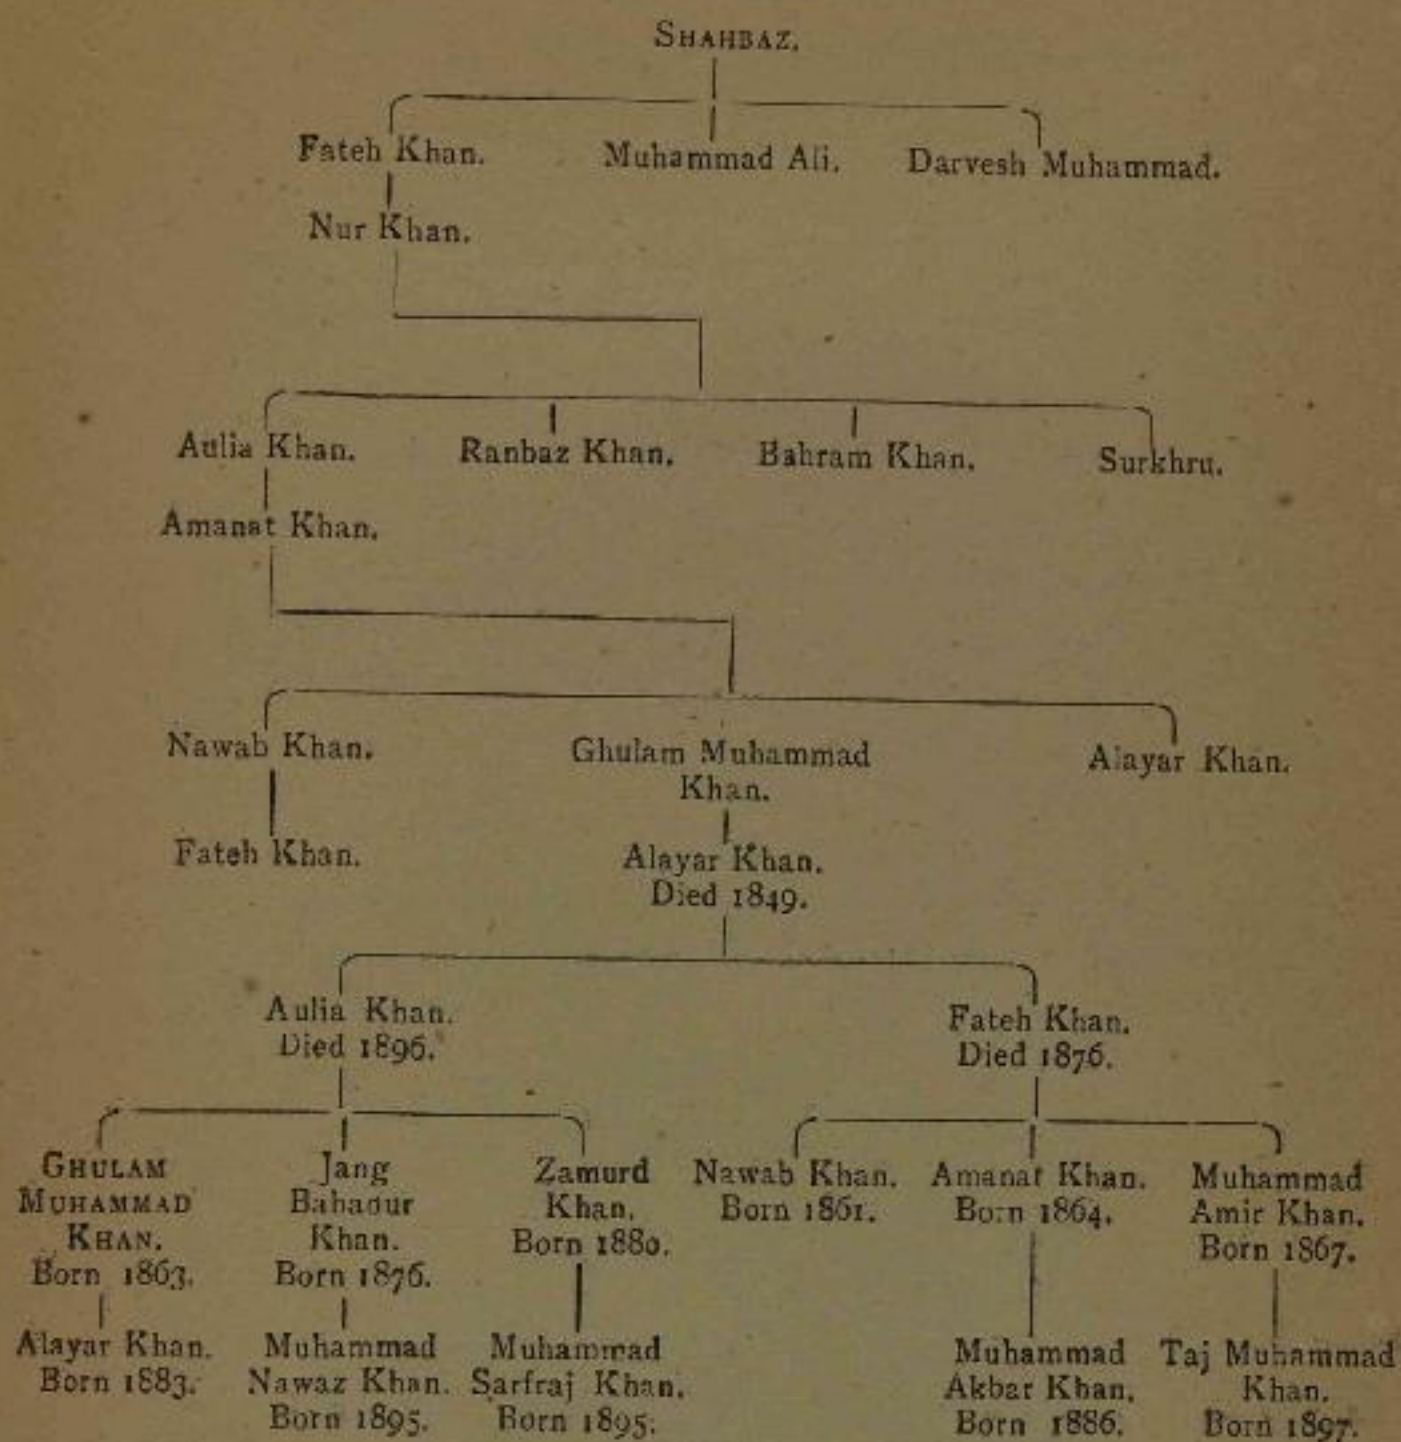 SHAHBAZ.
Fateh Khan. Muhammad Ali. Darvesh Muhammad.
Nur Khan.
Aulia Khan. Ranbaz Khan. Bahram Khan. Surkhru.
Amanat Khan.
Nawab Khan. Ghulam Muhammad Khan. Alayar Khan.
Fateh Khan. Alayar Khan.
Died 1849.
Aulia Khan.
Died 1896.
Fateh Khan.
Died 1876.
GHULAM
MUHAMMAD
KHAN.
Born 1863.
Jang
Bahadur
Khan.
Born 1876.
Zamurd
Khan.
Born 1880.
Nawab Khan.
Born 1861.
Amanat Khan.
Born 1864.
Muhammad
Amir Khan.
Born 1867.
Alayar Khan.
Born 1883.
Muhammad
Nawaz Khan.
Born 1895.
Muhammad
Sarfraj Khan.
Born 1895.
Muhammad
Akbar Khan.
Born 1886.
Taj Muhammad
Khan.
Born 1897.